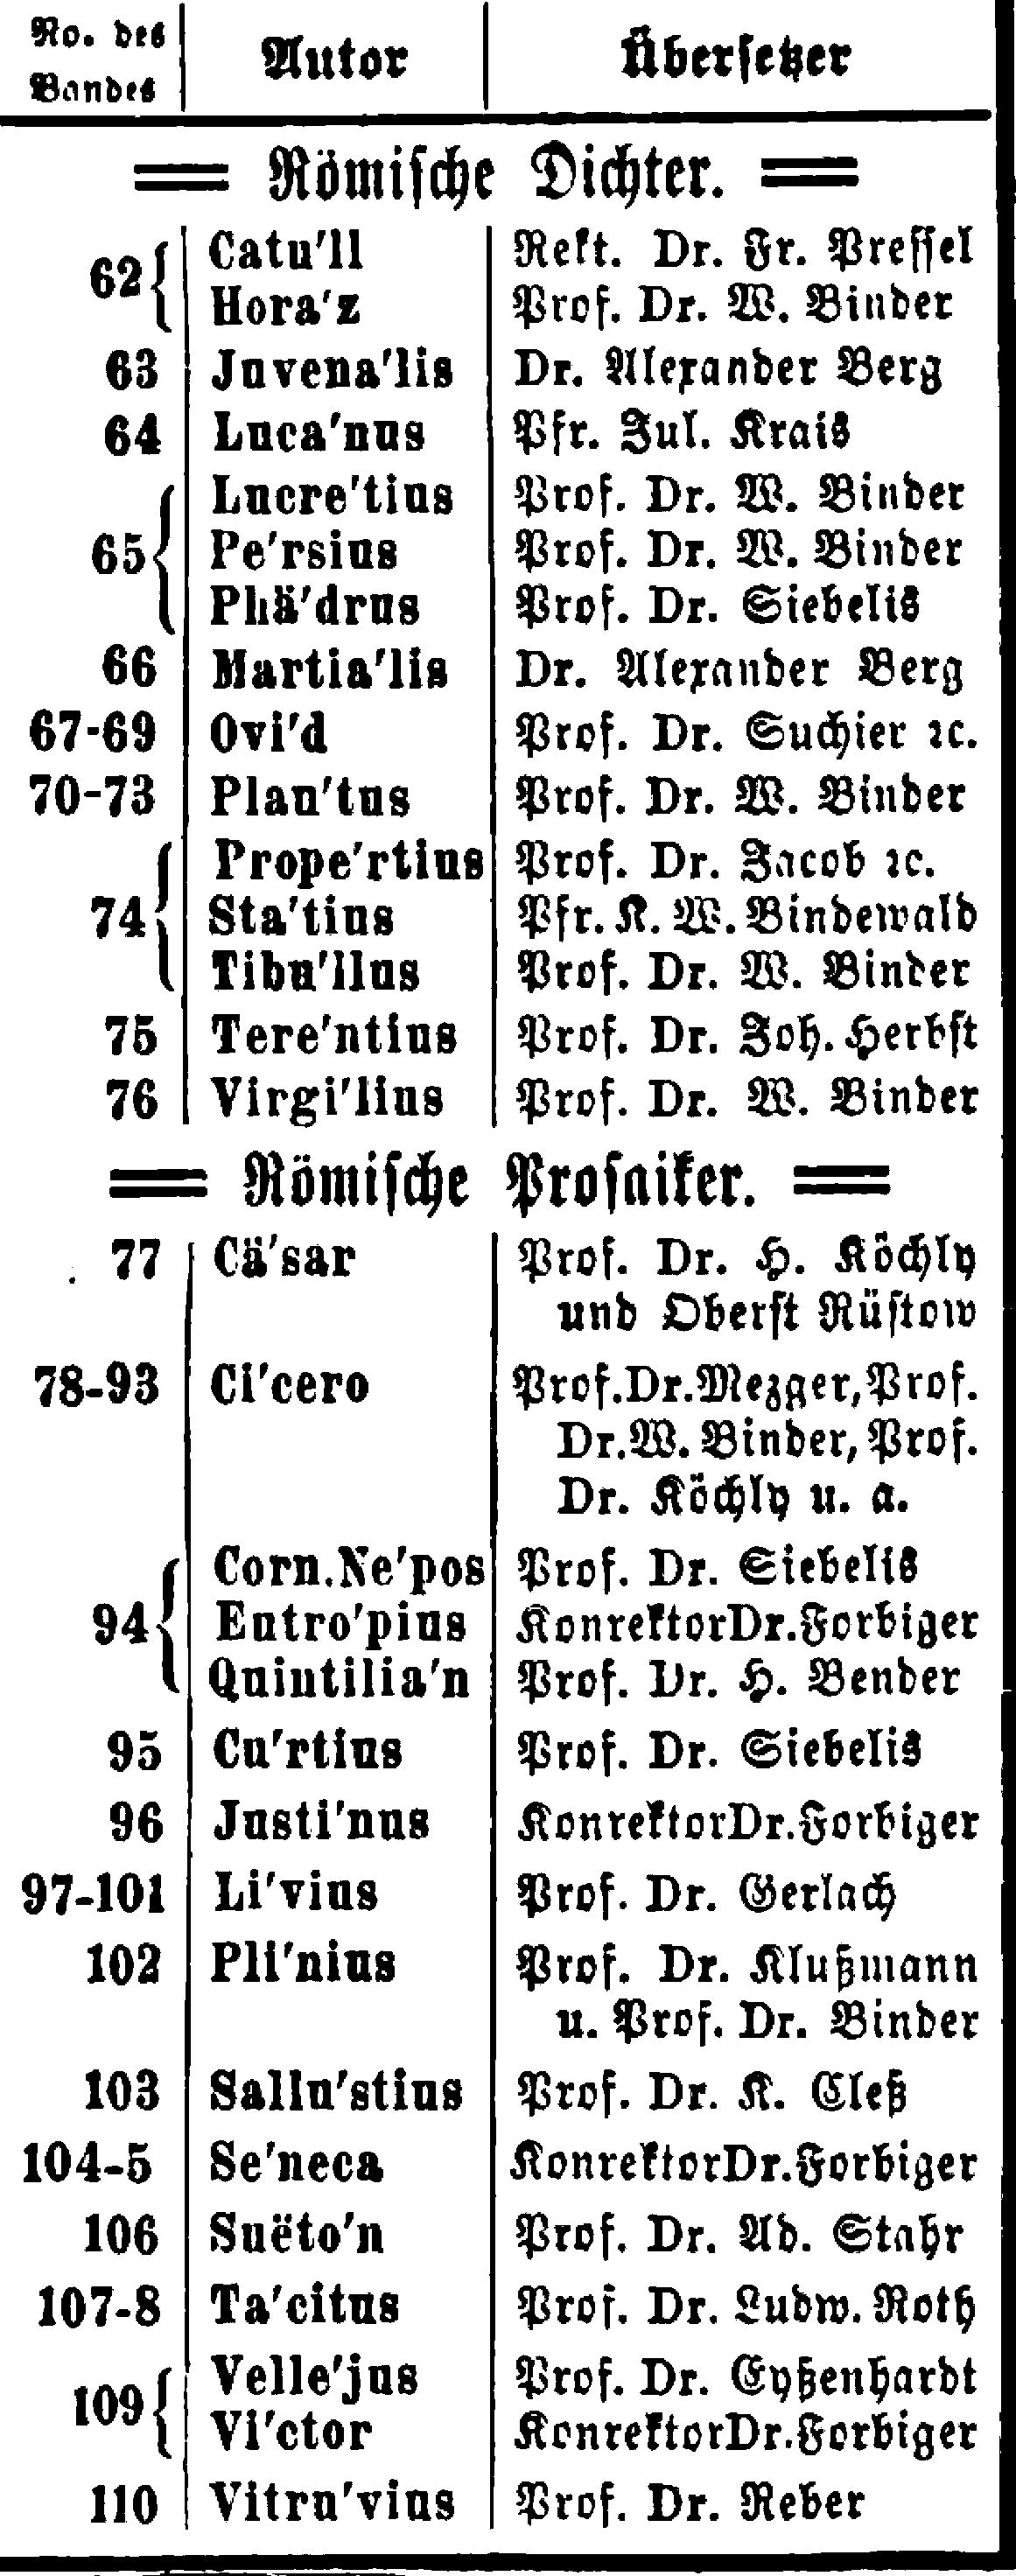 No. des Bandes | Autor | Übersetzer
Römische Dichter.
62 { Catu'll | Rekt. Dr. Fr. Pressel
Hora'z | Prof. Dr. W. Binder
63 | Juvena'lis | Dr. Alexander Berg
64 | Luca'nus | Pfr. Jul. Krais
65 { Lucre'tius | Prof. Dr. W. Binder
Pe'rsius | Prof. Dr. W. Binder
Phä'drus | Prof. Dr. Siebelis
66 | Martia'lis | Dr. Alexander Berg
67-69 | Ovi'd | Prof. Dr. Suchier ꝛc.
70-73 | Plau'tus | Prof. Dr. W. Binder
74 { Prope'rtius | Prof. Dr. Jacob ꝛc.
Sta'tius | Pfr. K. W. Bindewald
Tibu'llus | Prof. Dr. W. Binder
75 | Tere'ntius | Prof. Dr. Joh. Herbst
76 | Virgi'lius | Prof. Dr. W. Binder
Römische Prosaiker.
77 | Cä'sar | Prof. Dr. H. Köchly
und Oberst Rüstow
78-93 | Ci'cero | Prof. Dr. Mezger, Prof.
Dr. W. Binder, Prof.
Dr. Köchly u. a.
94 { Corn. Ne'pos | Prof. Dr. Siebelis
Eutro'pius | Konrektor Dr. Forbiger
Quintilia'n | Prof. Dr. H. Bender
95 | Cu'rtius | Prof. Dr. Siebelis
96 | Justi'nus | Konrektor Dr. Forbiger
97-101 | Li'vius | Prof. Dr. Gerlach
102 | Pli'nius | Prof. Dr. Klußmann
u. Prof. Dr. Binder
103 | Sallu'stius | Prof. Dr. K. Cleß
104-5 | Se'neca | Konrektor Dr. Forbiger
106 | Suëto'n | Prof. Dr. Ad. Stahr
107-8 | Ta'citus | Prof. Dr. Ludw. Roth
109 { Velle'jus | Prof. Dr. Eyßenhardt
Vi'ctor | Konrektor Dr. Forbiger
110 | Vitru'vius | Prof. Dr. Reber